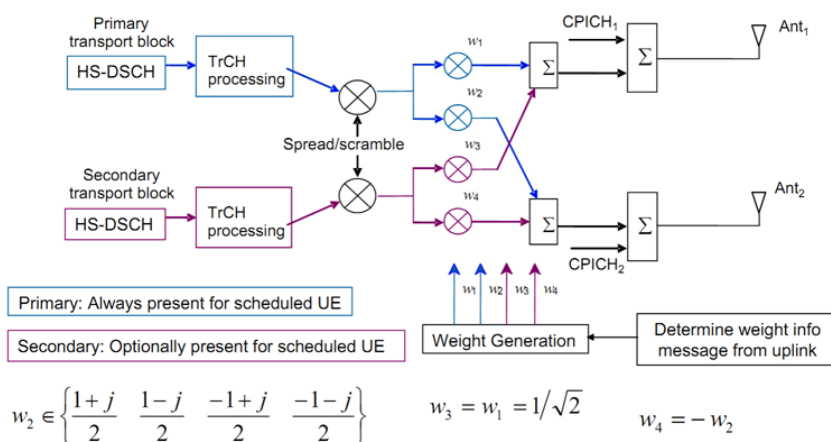 Primary
transport block
HS-DSCH
TrCH
processing
w₁
w₂
Σ
CPICH₁
Σ
Ant₁
Spread/scramble
Secondary
transport block
HS-DSCH
TrCH
processing
w₃
w₄
Σ
CPICH₂
Σ
Ant₂
Primary: Always present for scheduled UE
Secondary: Optionally present for scheduled UE
w₁ w₂ w₃ w₄
Weight Generation
Determine weight info
message from uplink
w₂ ∈ {(1+j)/2 (1−j)/2 (−1+j)/2 (−1−j)/2}
w₃ = w₁ = 1/√2
w₄ = − w₂